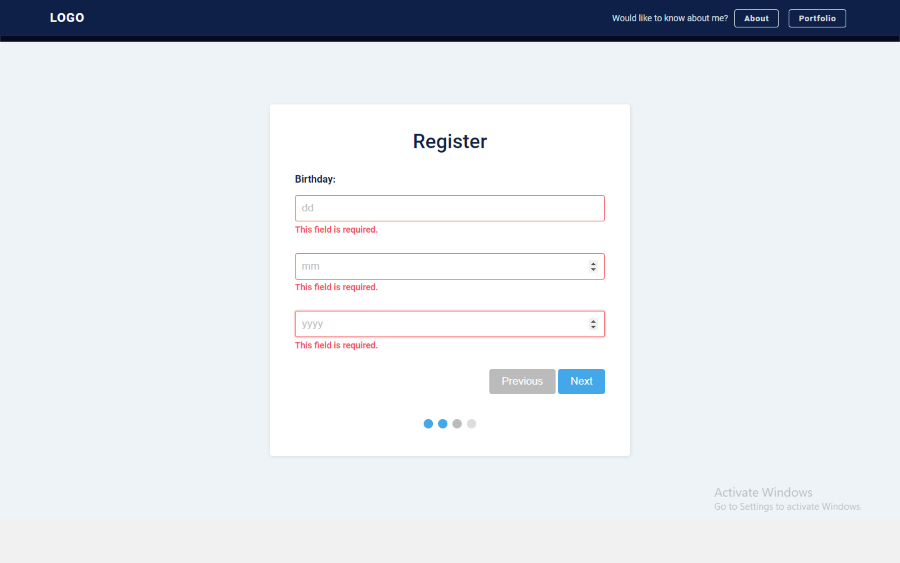 LOGO
Would like to know about me? About Portfolio
Register
Birthday:
dd
This field is required.
mm
This field is required.
yyyy
This field is required.
Previous Next
Activate Windows
Go to Settings to activate Windows.